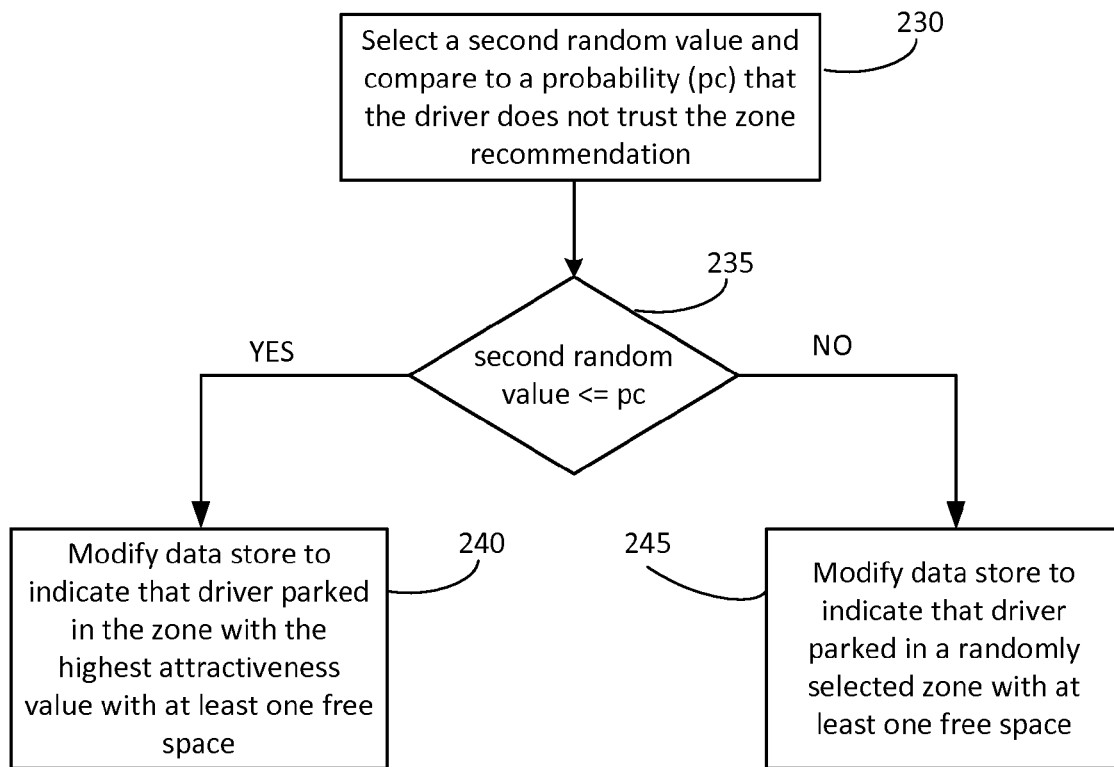 230
Select a second random value and
compare to a probability (pc) that
the driver does not trust the zone
recommendation
235
YES
NO
second random
value <= pc
240
245
Modify data store to
indicate that driver parked
in the zone with the
highest attractiveness
value with at least one free
space
Modify data store to
indicate that driver
parked in a randomly
selected zone with at
least one free space